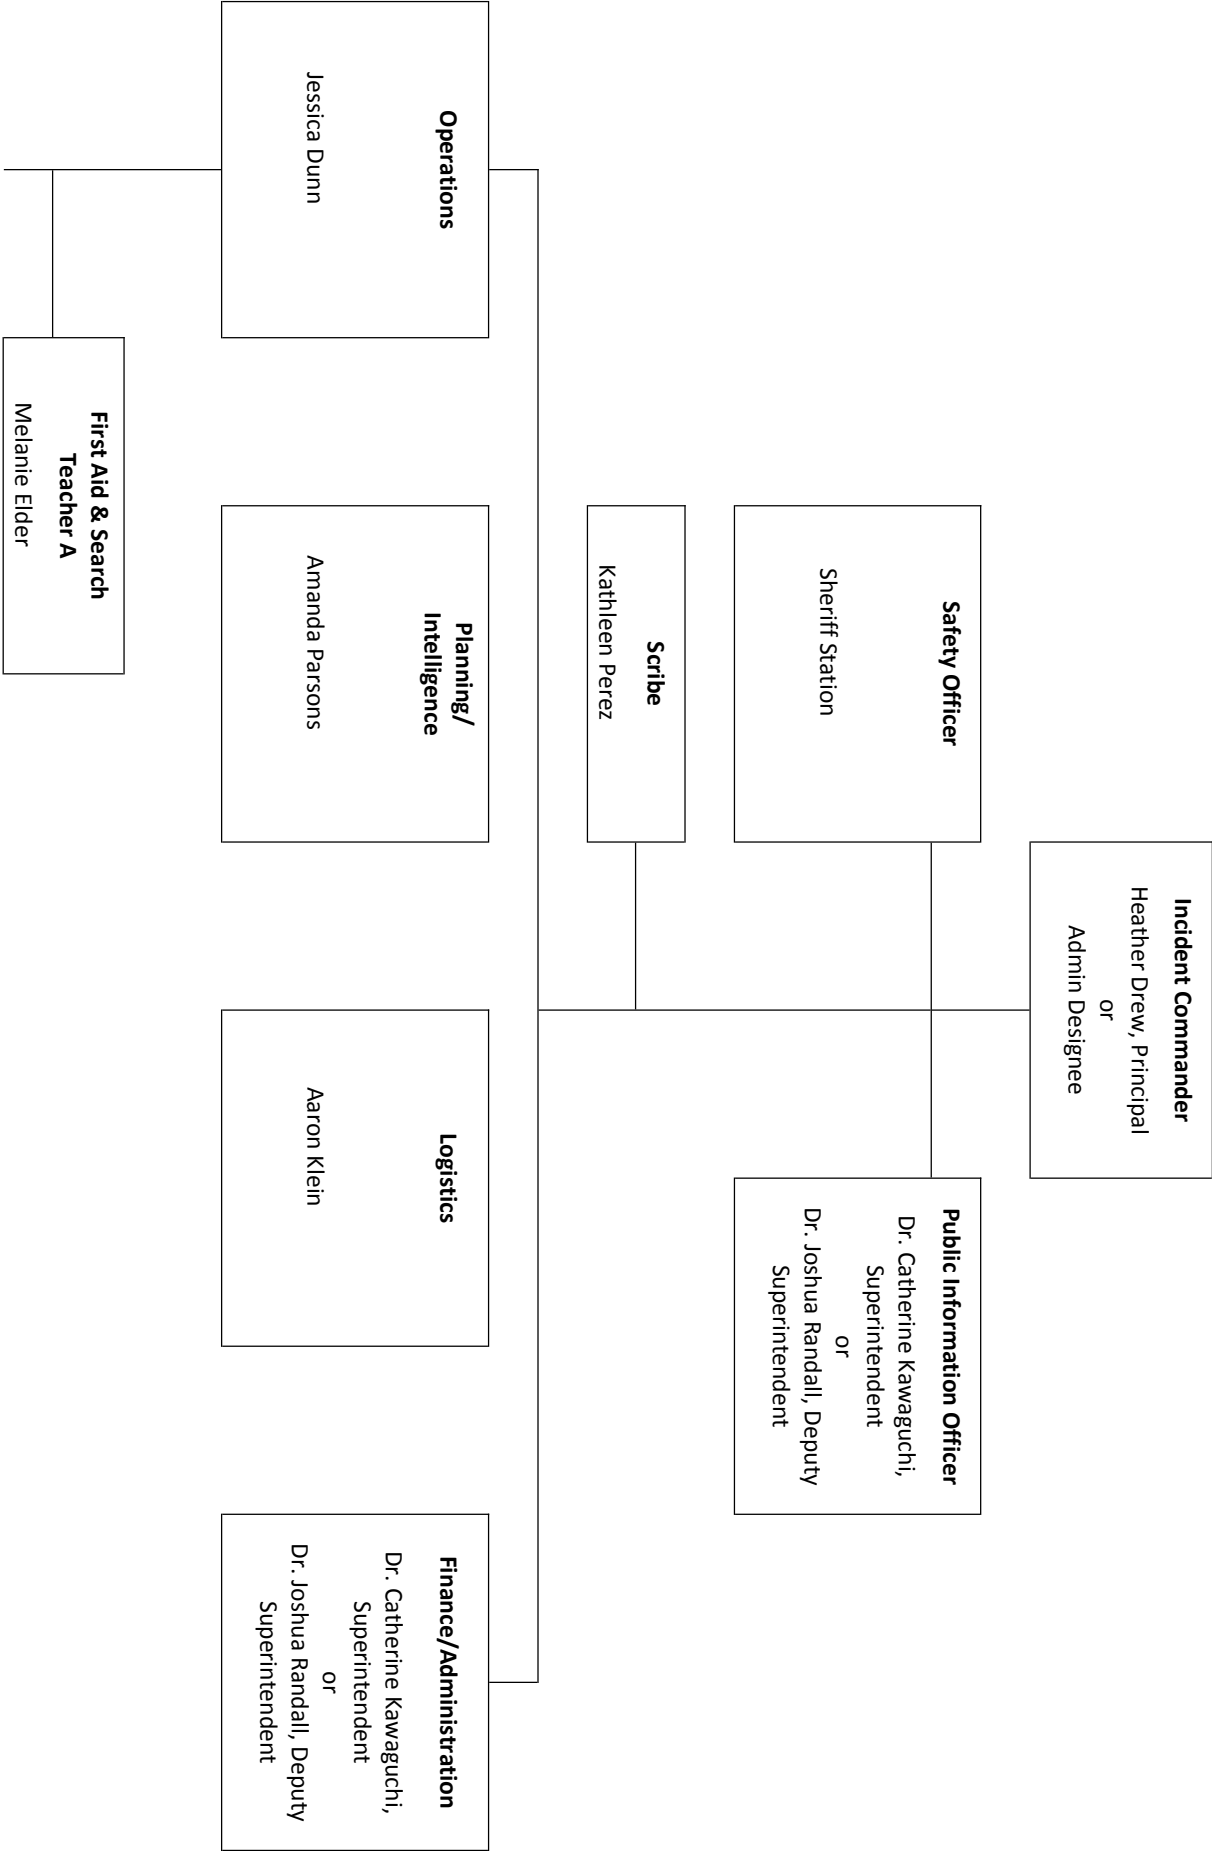 Incident Commander
Heather Drew, Principal
or
Admin Designee
Safety Officer
Sheriff Station
Public Information Officer
Dr. Catherine Kawaguchi,
Superintendent
or
Dr. Joshua Randall, Deputy
Superintendent
Scribe
Kathleen Perez
Operations
Jessica Dunn
Planning/
Intelligence
Amanda Parsons
Logistics
Aaron Klein
Finance/Administration
Dr. Catherine Kawaguchi,
Superintendent
or
Dr. Joshua Randall, Deputy
Superintendent
First Aid & Search
Teacher A
Melanie Elder